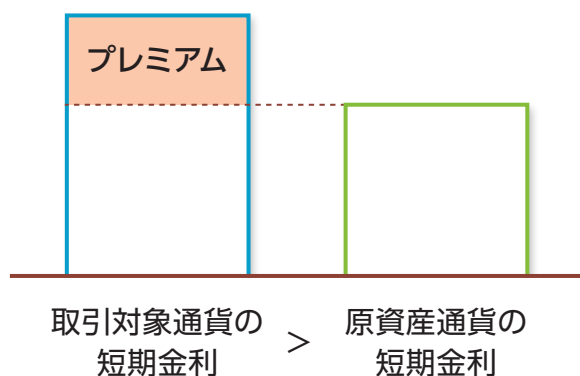 プレミアム
取引対象通貨の
短期金利
＞
原資産通貨の
短期金利